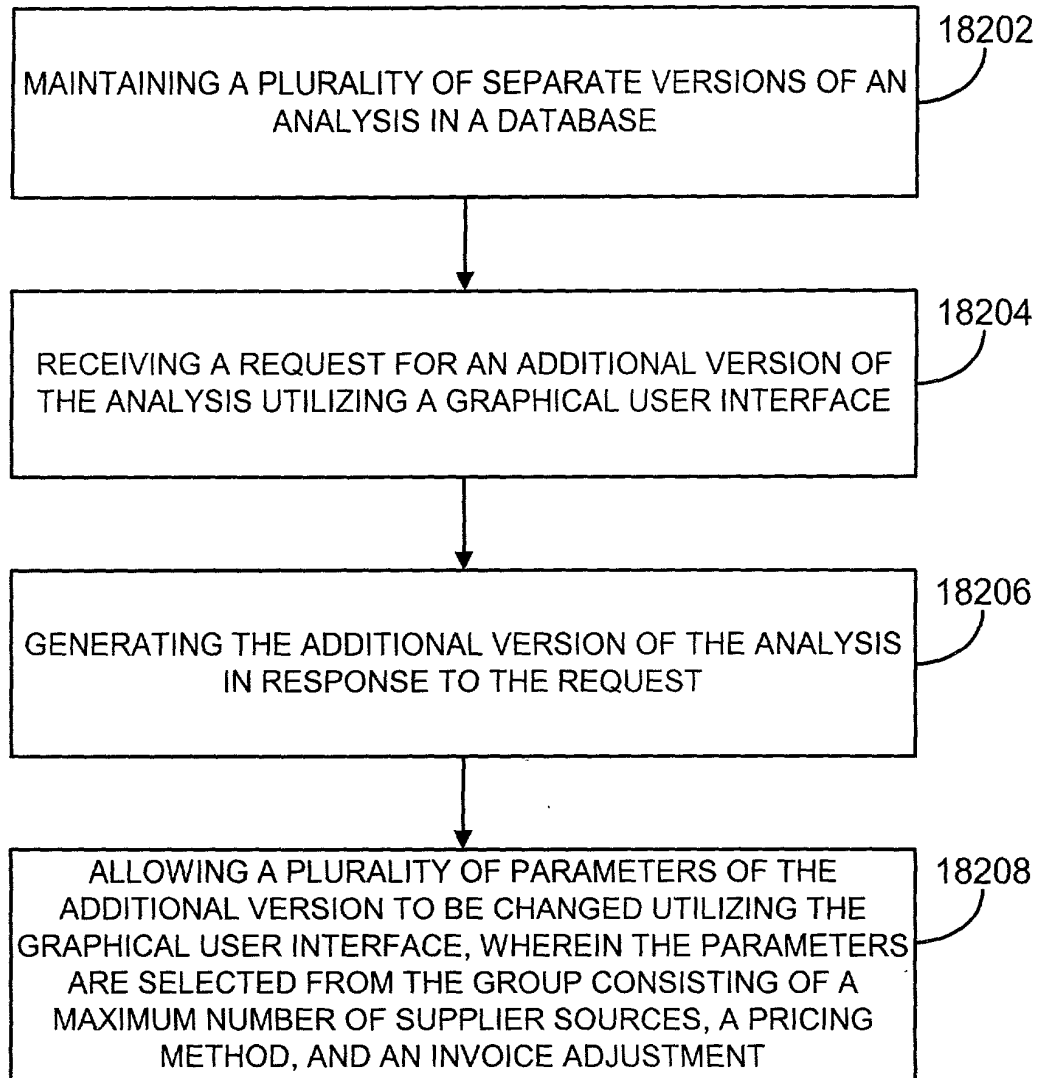 18202
MAINTAINING A PLURALITY OF SEPARATE VERSIONS OF AN
ANALYSIS IN A DATABASE
18204
RECEIVING A REQUEST FOR AN ADDITIONAL VERSION OF
THE ANALYSIS UTILIZING A GRAPHICAL USER INTERFACE
18206
GENERATING THE ADDITIONAL VERSION OF THE ANALYSIS
IN RESPONSE TO THE REQUEST
18208
ALLOWING A PLURALITY OF PARAMETERS OF THE
ADDITIONAL VERSION TO BE CHANGED UTILIZING THE
GRAPHICAL USER INTERFACE, WHEREIN THE PARAMETERS
ARE SELECTED FROM THE GROUP CONSISTING OF A
MAXIMUM NUMBER OF SUPPLIER SOURCES, A PRICING
METHOD, AND AN INVOICE ADJUSTMENT